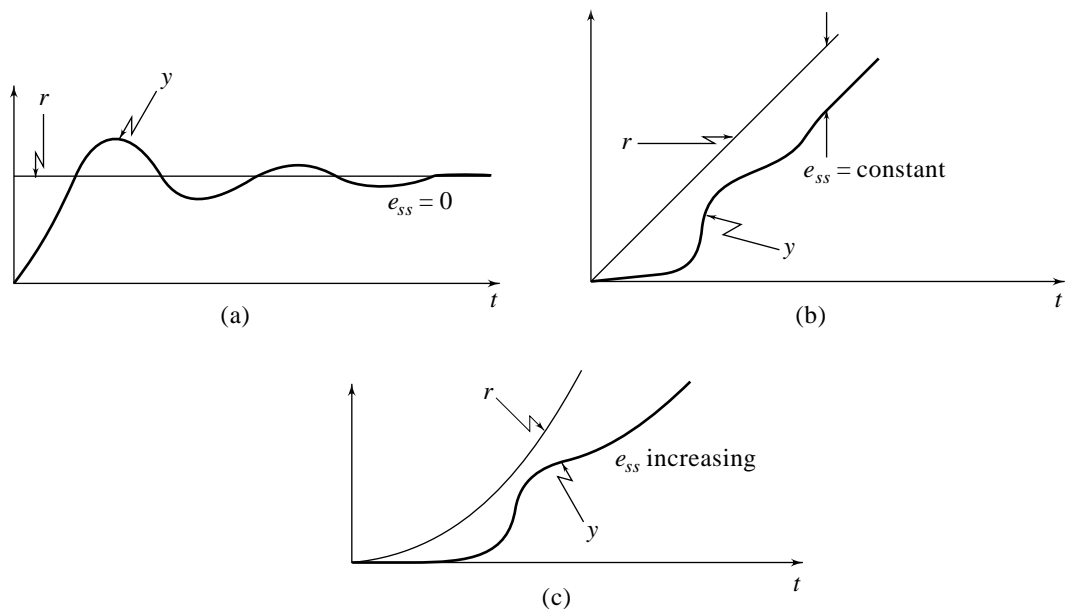 r
y
e_ss = 0
t
(a)
r
e_ss = constant
y
t
(b)
r
e_ss increasing
y
t
(c)